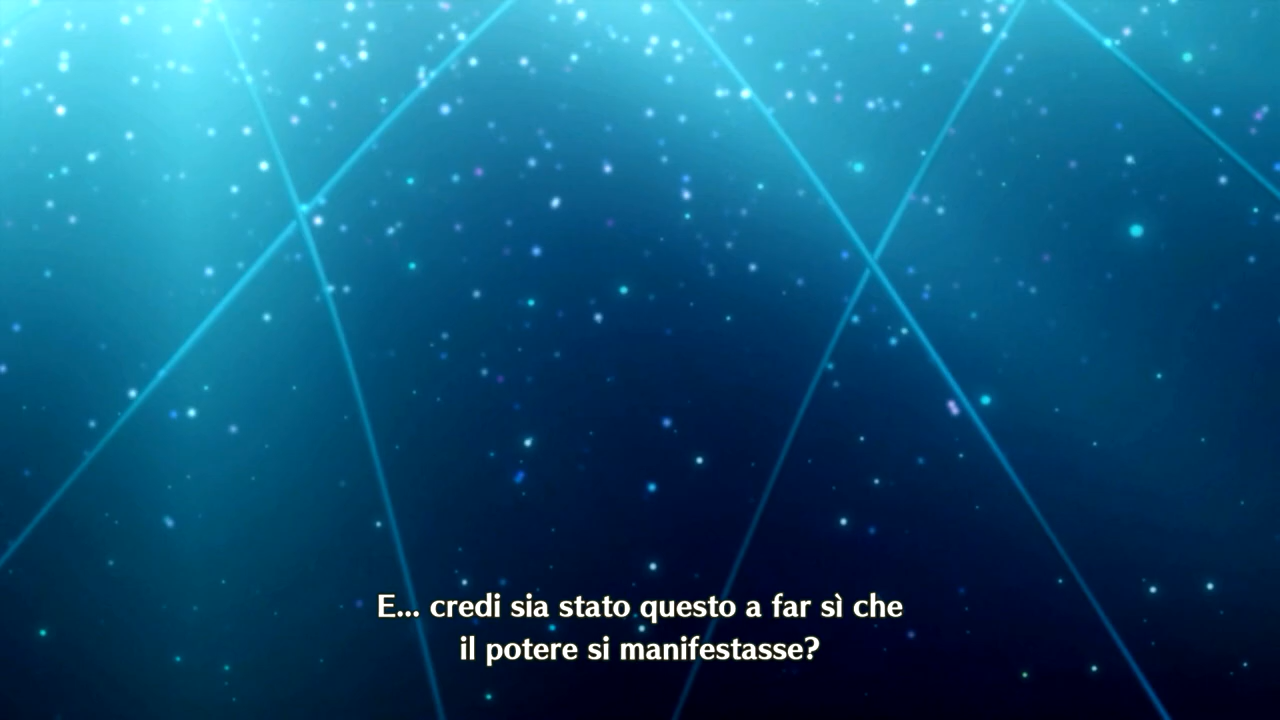 E... credi sia stato questo a far sì che
il potere si manifestasse?